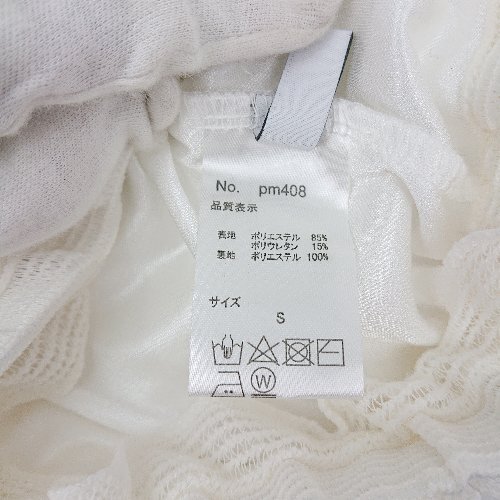 No. pm408
品質表示
表地 ポリエステル 85%
ポリウレタン 15%
裏地 ポリエステル 100%
サイズ
S
W